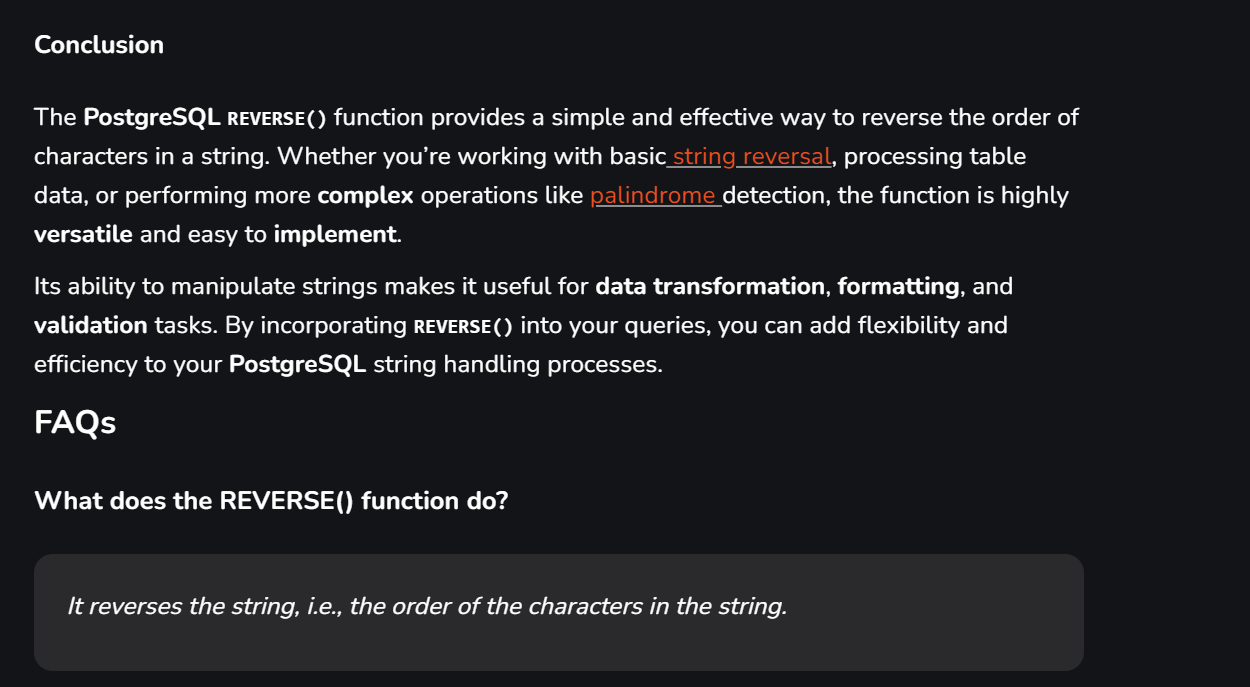 Conclusion
The PostgreSQL REVERSE() function provides a simple and effective way to reverse the order of
characters in a string. Whether you’re working with basic string reversal, processing table
data, or performing more complex operations like palindrome detection, the function is highly
versatile and easy to implement.
Its ability to manipulate strings makes it useful for data transformation, formatting, and
validation tasks. By incorporating REVERSE() into your queries, you can add flexibility and
efficiency to your PostgreSQL string handling processes.
FAQs
What does the REVERSE() function do?
It reverses the string, i.e., the order of the characters in the string.